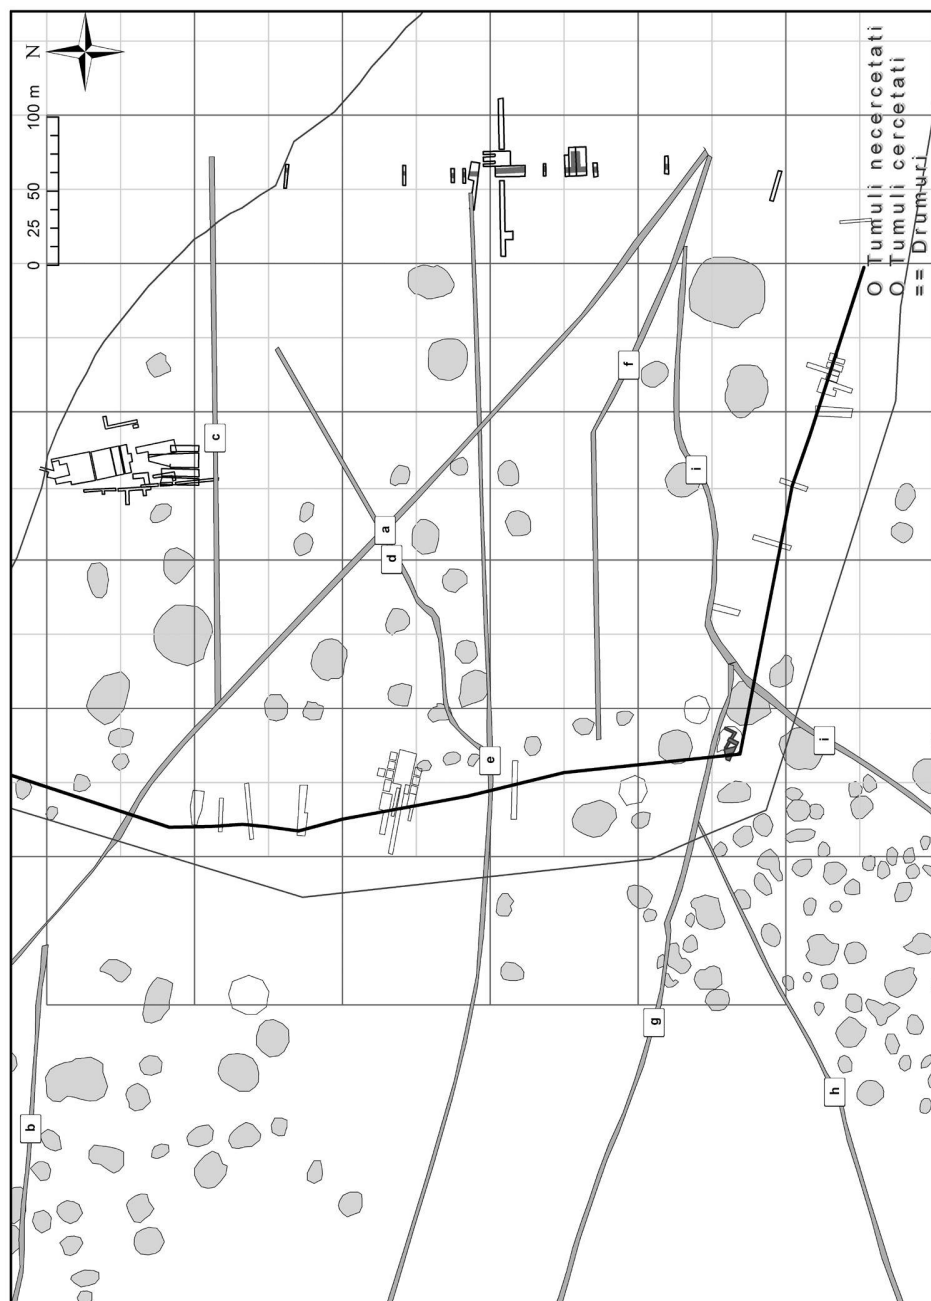 N
100 m
50
25
0
O Tumuli necercetati
O Tumuli cercetati
== Drumuri
c
f
i
a
d
e
i
g
h
b